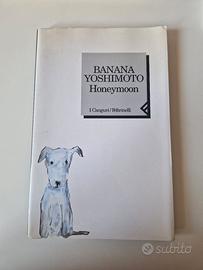 BANANA
YOSHIMOTO
Honeymoon
I Canguri/Feltrinelli
subito